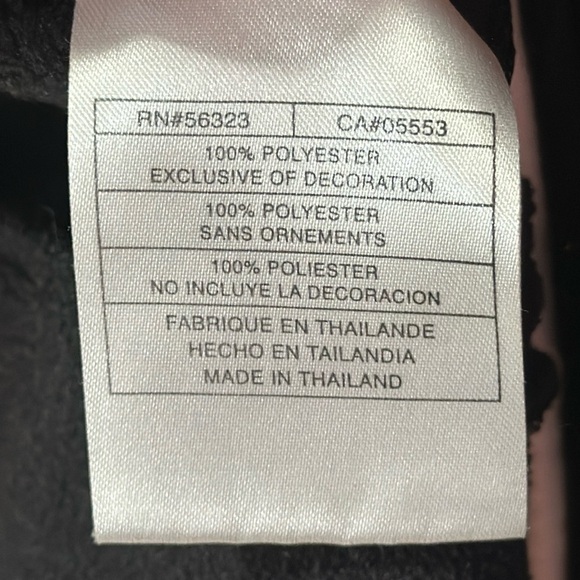 RN#56323 CA#05553
100% POLYESTER
EXCLUSIVE OF DECORATION
100% POLYESTER
SANS ORNEMENTS
100% POLIESTER
NO INCLUYE LA DECORACION
FABRIQUE EN THAILANDE
HECHO EN TAILANDIA
MADE IN THAILAND